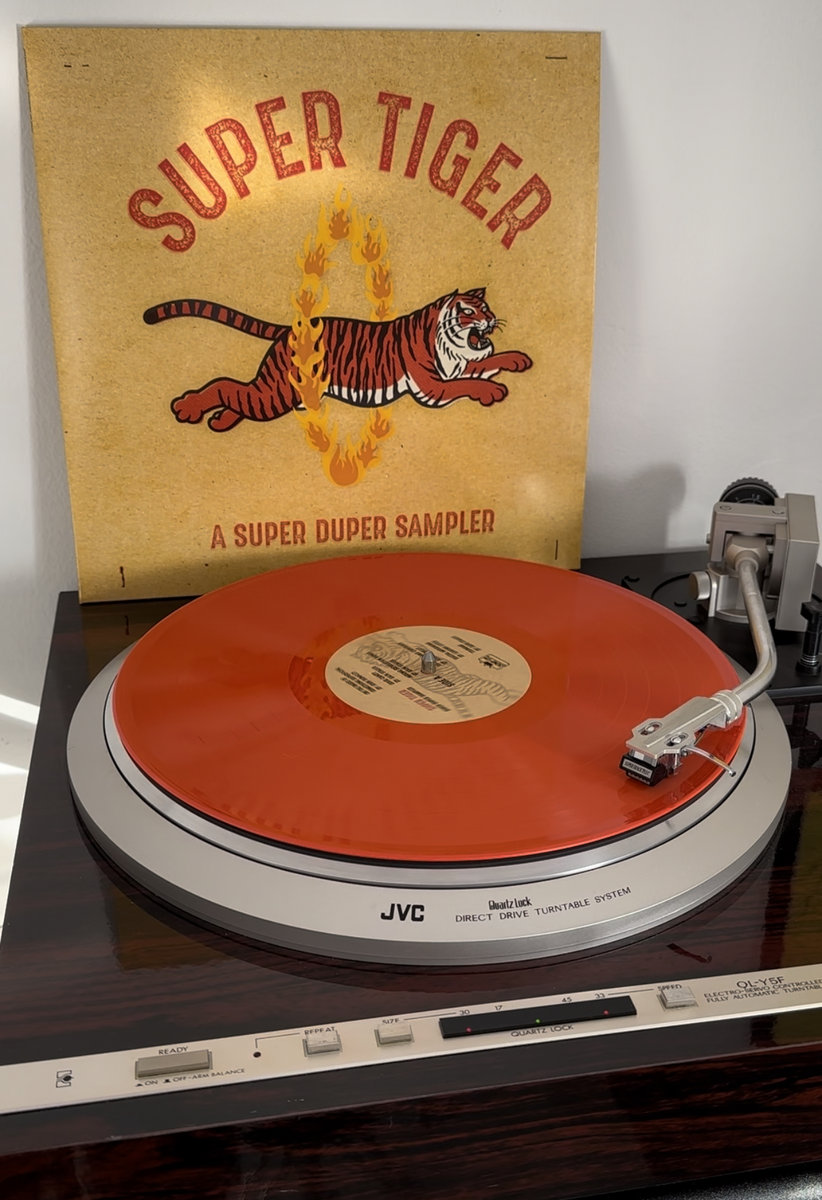 SUPER TIGER
A SUPER DUPER SAMPLER
SIDE A
JVC
Quartz Lock
DIRECT DRIVE TURNTABLE SYSTEM
QL-Y5F
ELECTRO-SERVO CONTROLLED
FULLY AUTOMATIC TURNTABLE
SPEED
30 17 45 33
QUARTZ LOCK
SIZE
REPEAT
READY
ON OFF-ARM BALANCE